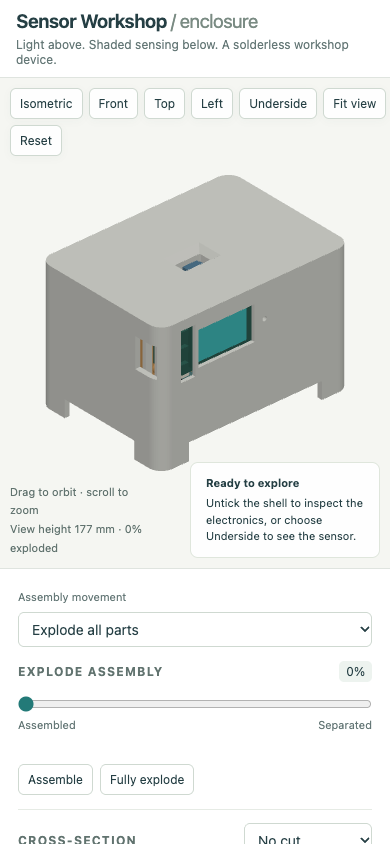 Sensor Workshop / enclosure
Light above. Shaded sensing below. A solderless workshop
device.
Isometric
Front
Top
Left
Underside
Fit view
Reset
Drag to orbit · scroll to
zoom
View height 177 mm · 0%
exploded
Ready to explore
Untick the shell to inspect the
electronics, or choose
Underside to see the sensor.
Assembly movement
Explode all parts
EXPLODE ASSEMBLY
0%
Assembled
Separated
Assemble
Fully explode
CROSS-SECTION
No cut